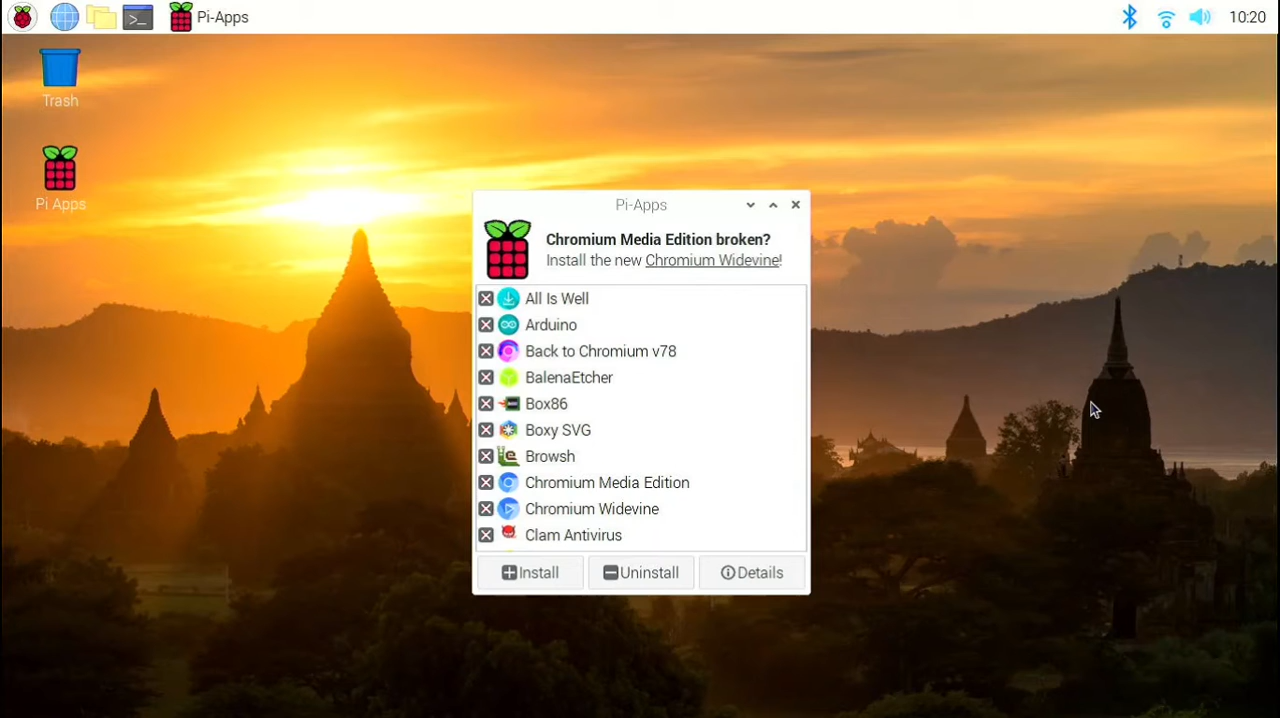 Pi-Apps
10:20
Trash
Pi Apps
Pi-Apps
Chromium Media Edition broken?
Install the new Chromium Widevine!
All Is Well
Arduino
Back to Chromium v78
BalenaEtcher
Box86
Boxy SVG
Browsh
Chromium Media Edition
Chromium Widevine
Clam Antivirus
Install
Uninstall
Details